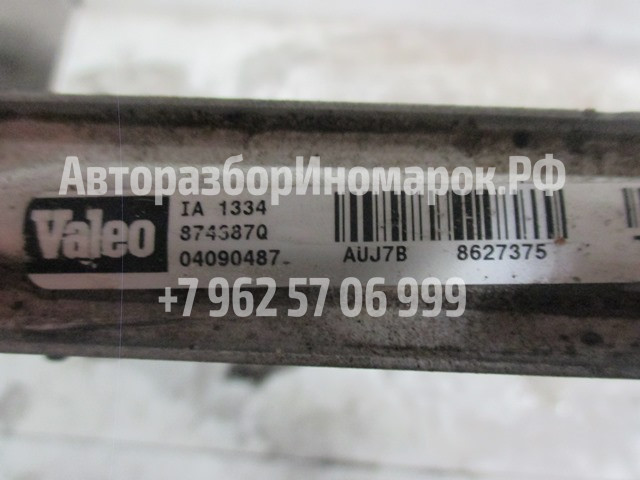 АвторазборИномарок.РФ
Valeo
IA 1334
874387Q
04090487
AUJ7B 8627375
+7 962 57 06 999